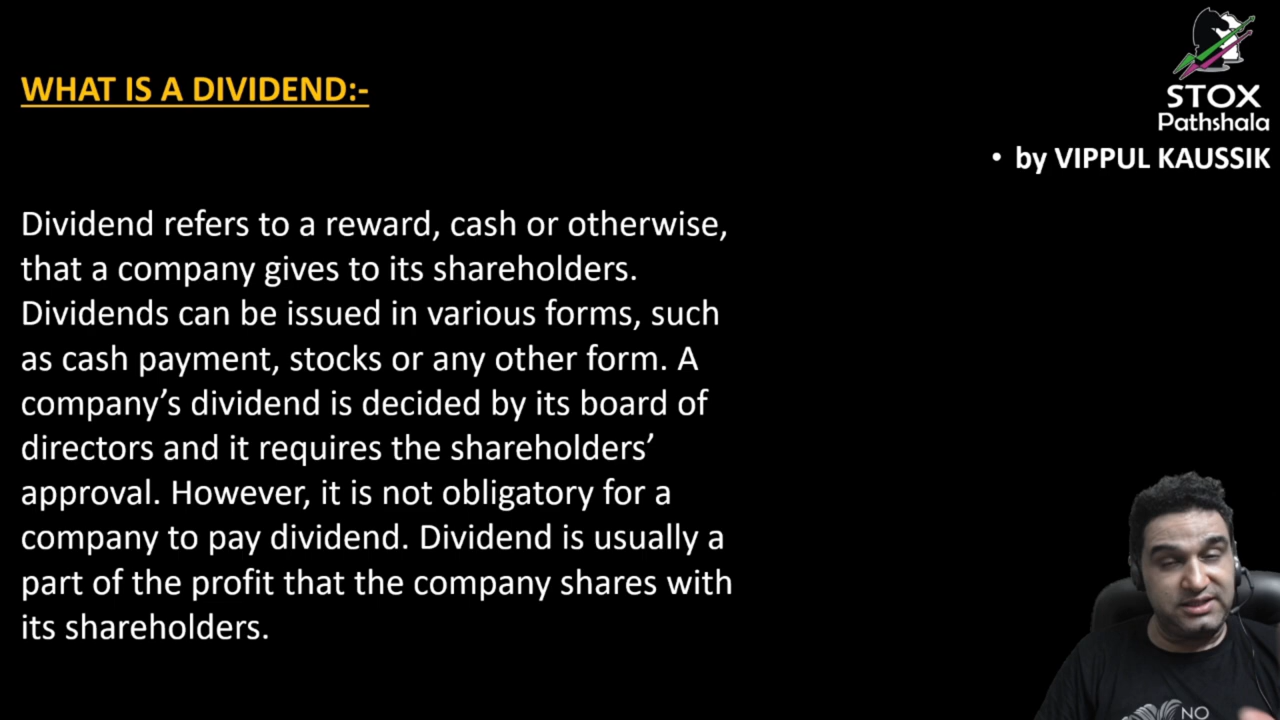 WHAT IS A DIVIDEND:-
STOX
Pathshala
• by VIPPUL KAUSSIK
Dividend refers to a reward, cash or otherwise,
that a company gives to its shareholders.
Dividends can be issued in various forms, such
as cash payment, stocks or any other form. A
company’s dividend is decided by its board of
directors and it requires the shareholders’
approval. However, it is not obligatory for a
company to pay dividend. Dividend is usually a
part of the profit that the company shares with
its shareholders.
NO